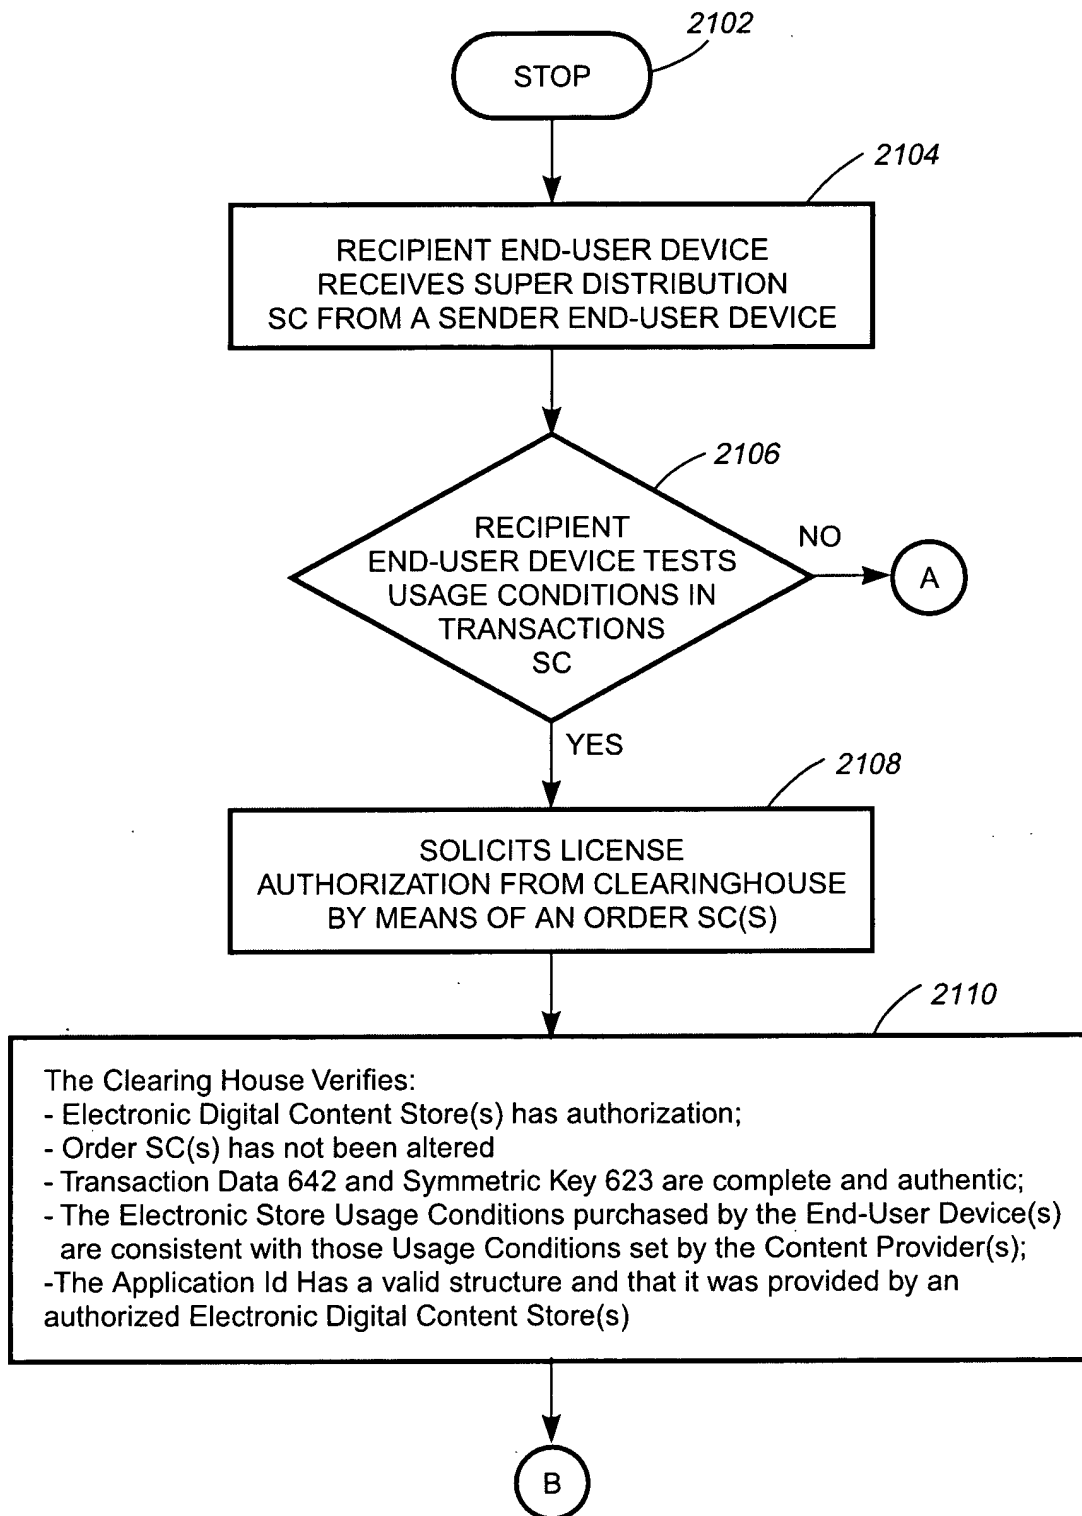 2102
STOP
2104
RECIPIENT END-USER DEVICE
RECEIVES SUPER DISTRIBUTION
SC FROM A SENDER END-USER DEVICE
2106
RECIPIENT
END-USER DEVICE TESTS
USAGE CONDITIONS IN
TRANSACTIONS
SC
NO
A
YES
2108
SOLICITS LICENSE
AUTHORIZATION FROM CLEARINGHOUSE
BY MEANS OF AN ORDER SC(S)
2110
The Clearing House Verifies:
- Electronic Digital Content Store(s) has authorization;
- Order SC(s) has not been altered
- Transaction Data 642 and Symmetric Key 623 are complete and authentic;
- The Electronic Store Usage Conditions purchased by the End-User Device(s)
are consistent with those Usage Conditions set by the Content Provider(s);
-The Application Id Has a valid structure and that it was provided by an
authorized Electronic Digital Content Store(s)
B